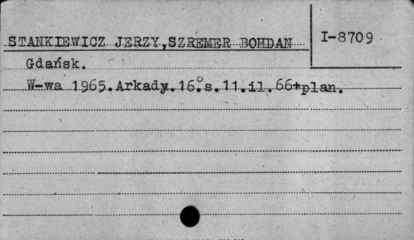 STANKIEWICZ JERZY,SZREMER BOHDAN I-8709
Gdańsk.
W-wa 1965.Arkady.16°.s.11.il.66+plan.